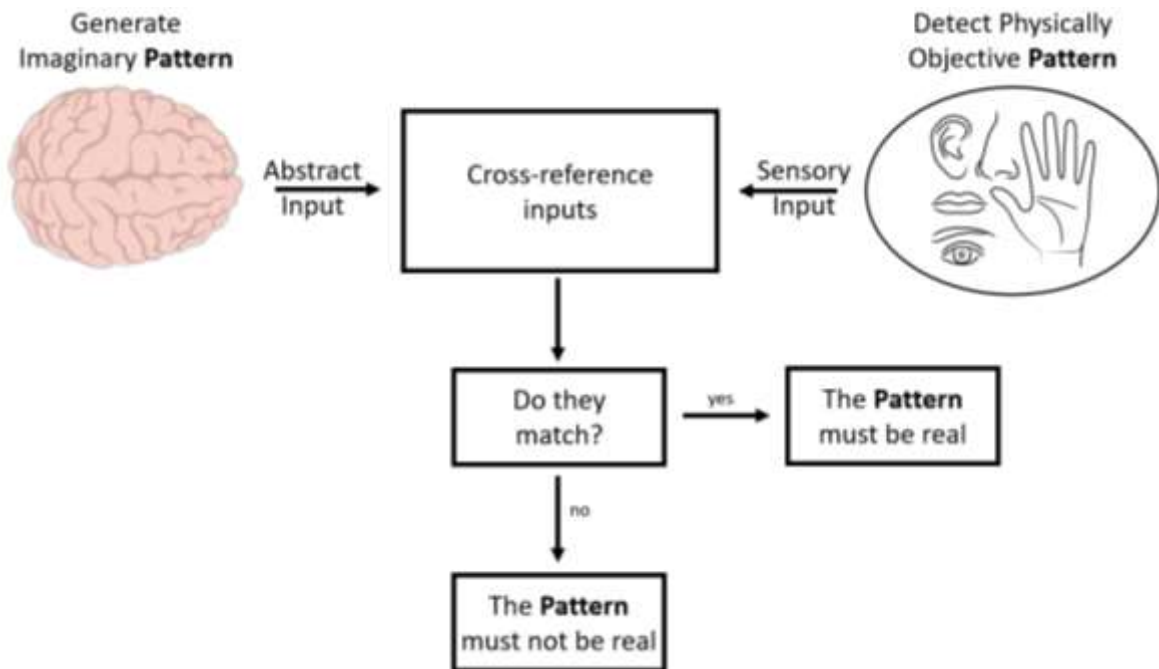 Generate
Imaginary Pattern
Detect Physically
Objective Pattern
Abstract
Input
Cross-reference
inputs
Sensory
Input
Do they
match?
yes
The Pattern
must be real
no
The Pattern
must not be real